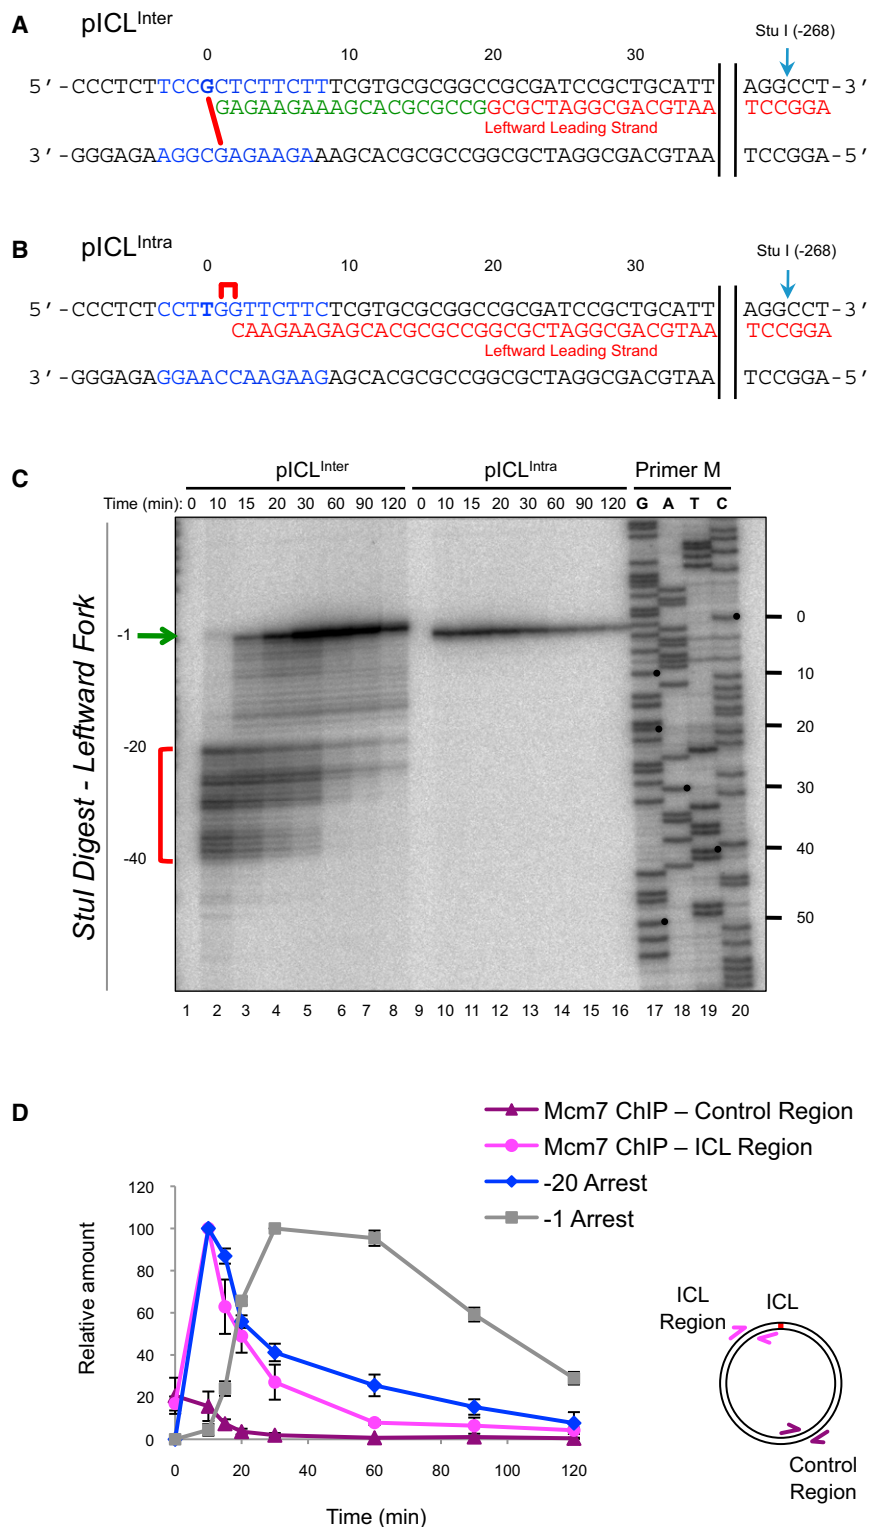 A
pICL^Inter
0 10 20 30
Stu I (-268)
5′-CCCTCTTCCGCTCTTCTTTCGTGCGCGGCCGCGATCCGCTGCATT AGGCCT-3′
GAGAAGAAAGCACGCGCCGGCGCTAGGCGACGTAA TCCGGA
Leftward Leading Strand
3′-GGGAGAAGGCGAGAAGAAAGCACGCGCCGGCGCTAGGCGACGTAA TCCGGA-5′
B
pICL^Intra
0 10 20 30
Stu I (-268)
5′-CCCTCTCCTTGGTTCTTCTCGTGCGCGGCCGCGATCCGCTGCATT AGGCCT-3′
CAAGAAGAGCACGCGCCGGCGCTAGGCGACGTAA TCCGGA
Leftward Leading Strand
3′-GGGAGAGGAACCAAGAAGAGCACGCGCCGGCGCTAGGCGACGTAA TCCGGA-5′
C
pICL^Inter pICL^Intra Primer M
Time (min): 0 10 15 20 30 60 90 120 0 10 15 20 30 60 90 120 G A T C
StuI Digest - Leftward Fork
-1
-20
-40
0
10
20
30
40
50
1 2 3 4 5 6 7 8 9 10 11 12 13 14 15 16 17 18 19 20
D
Mcm7 ChIP – Control Region
Mcm7 ChIP – ICL Region
-20 Arrest
-1 Arrest
Relative amount
120
100
80
60
40
20
0
0 20 40 60 80 100 120
Time (min)
ICL
Region
ICL
Control
Region